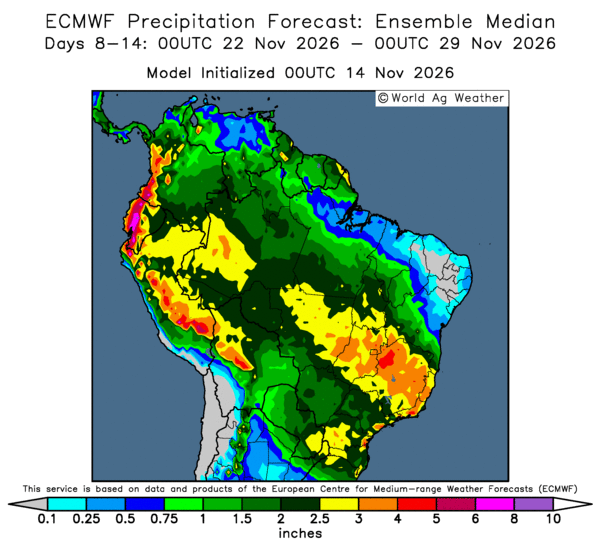 ECMWF Precipitation Forecast: Ensemble Median
Days 8-14: 00UTC 22 Nov 2026 - 00UTC 29 Nov 2026
Model Initialized 00UTC 14 Nov 2026
© World Ag Weather
This service is based on data and products of the European Centre for Medium-range Weather Forecasts (ECMWF)
0.1 0.25 0.5 0.75 1 1.5 2 2.5 3 4 5 6 8 10
inches